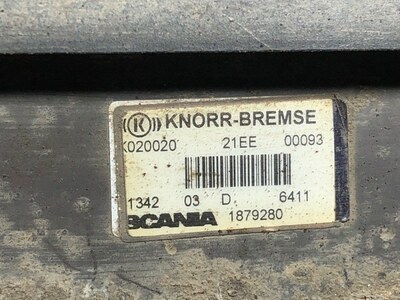 KNORR-BREMSE
K020020 21EE 00093
1342 03 D 6411
SCANIA 1879280